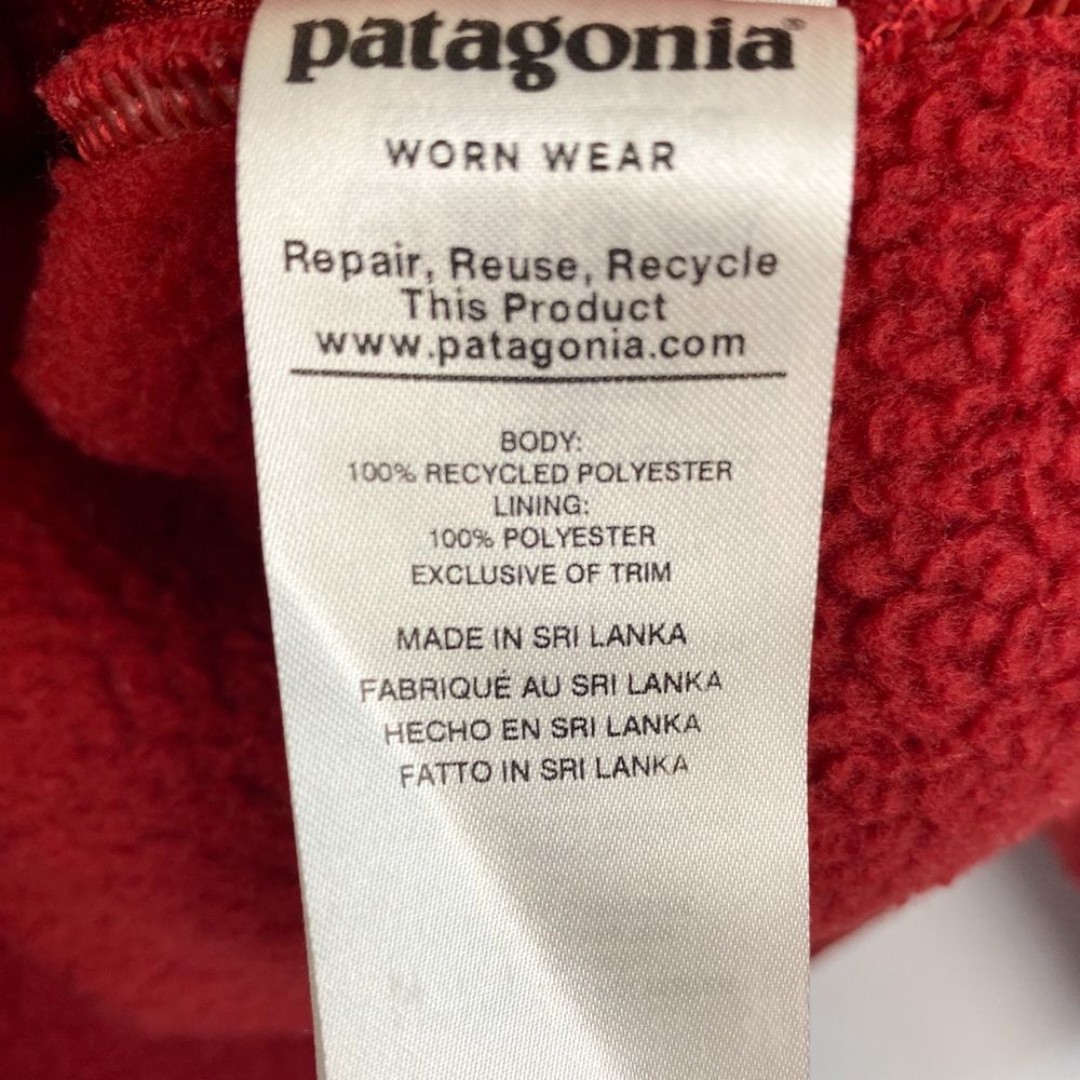 patagonia®
WORN WEAR
Repair, Reuse, Recycle
This Product
www.patagonia.com
BODY:
100% RECYCLED POLYESTER
LINING:
100% POLYESTER
EXCLUSIVE OF TRIM
MADE IN SRI LANKA
FABRIQUÉ AU SRI LANKA
HECHO EN SRI LANKA
FATTO IN SRI LANKA